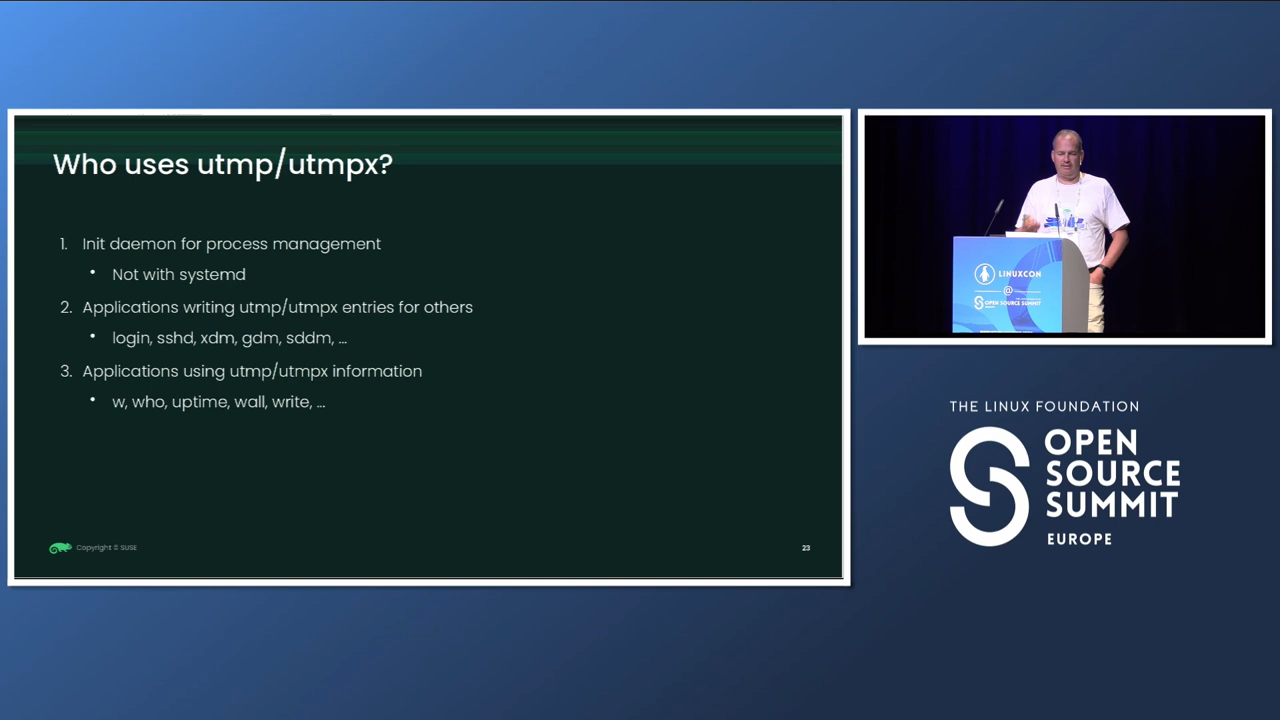 Who uses utmp/utmpx?
1. Init daemon for process management
• Not with systemd
2. Applications writing utmp/utmpx entries for others
• login, sshd, xdm, gdm, sddm, ...
3. Applications using utmp/utmpx information
• w, who, uptime, wall, write, ...
Copyright © SUSE
23
LINUXCON
@
OPEN SOURCE SUMMIT
THE LINUX FOUNDATION
OPEN
SOURCE
SUMMIT
EUROPE